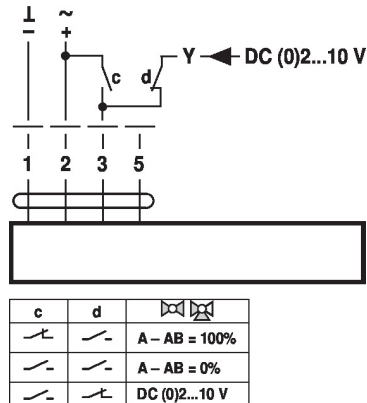 ⊥ ~
– +
c d Y DC (0)2...10 V
1 2 3 5
c d
A – AB = 100%
A – AB = 0%
DC (0)2...10 V